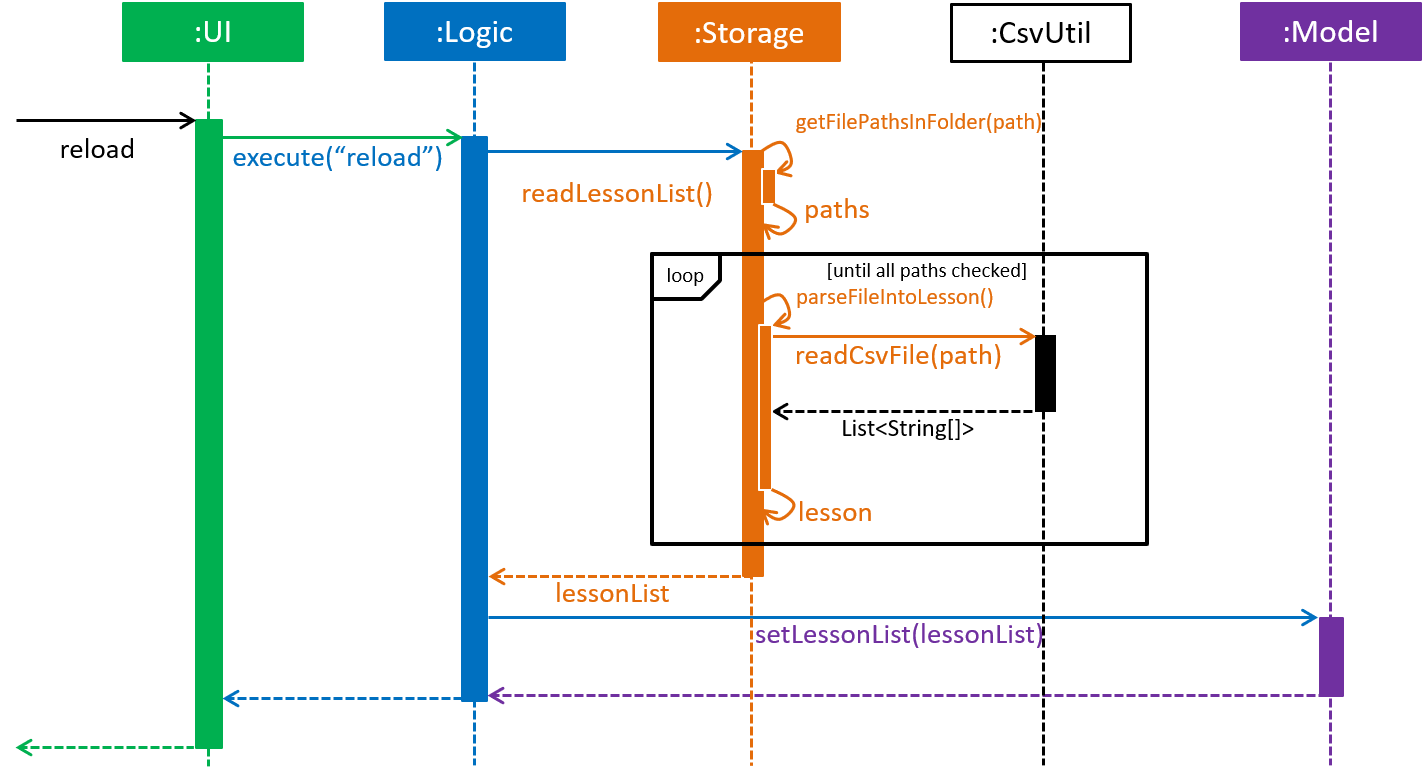 :UI
:Logic
:Storage
:CsvUtil
:Model
reload
execute(“reload”)
getFilePathsInFolder(path)
readLessonList()
paths
loop
[until all paths checked]
parseFileIntoLesson()
readCsvFile(path)
List<String[]>
lesson
lessonList
setLessonList(lessonList)